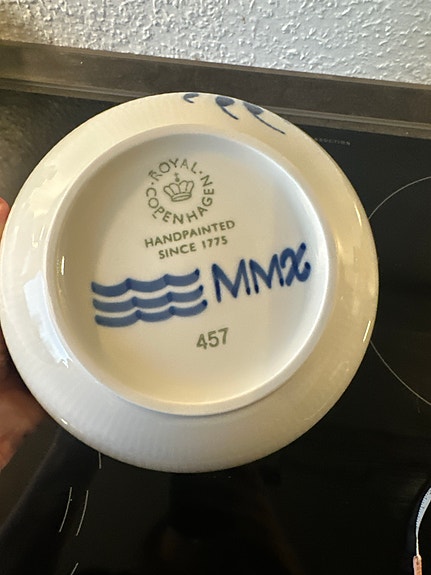 ROYAL
COPENHAGEN
HANDPAINTED
SINCE 1775
MMX
457